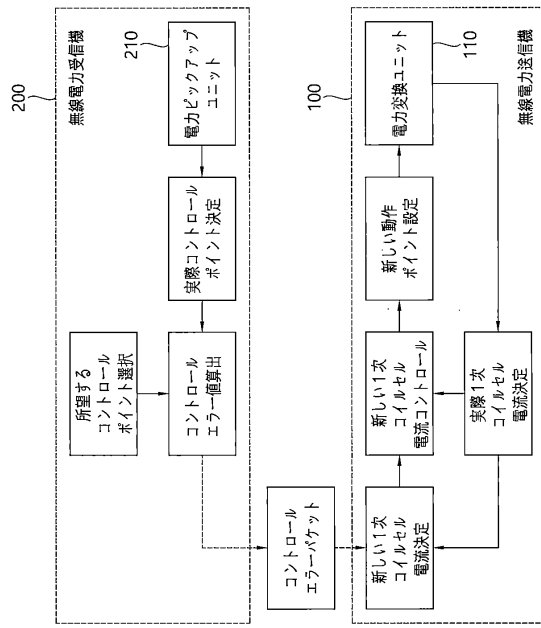 200
無線電力受信機
210
電力ピックアップ
ユニット
実際コントロール
ポイント決定
所望する
コントロール
ポイント選択
コントロール
エラー値算出
コントロール
エラーパケット
100
無線電力送信機
110
電力変換ユニット
新しい動作
ポイント設定
新しい1次
コイルセル
電流コントロール
実際1次
コイルセル
電流決定
新しい1次
コイルセル
電流決定